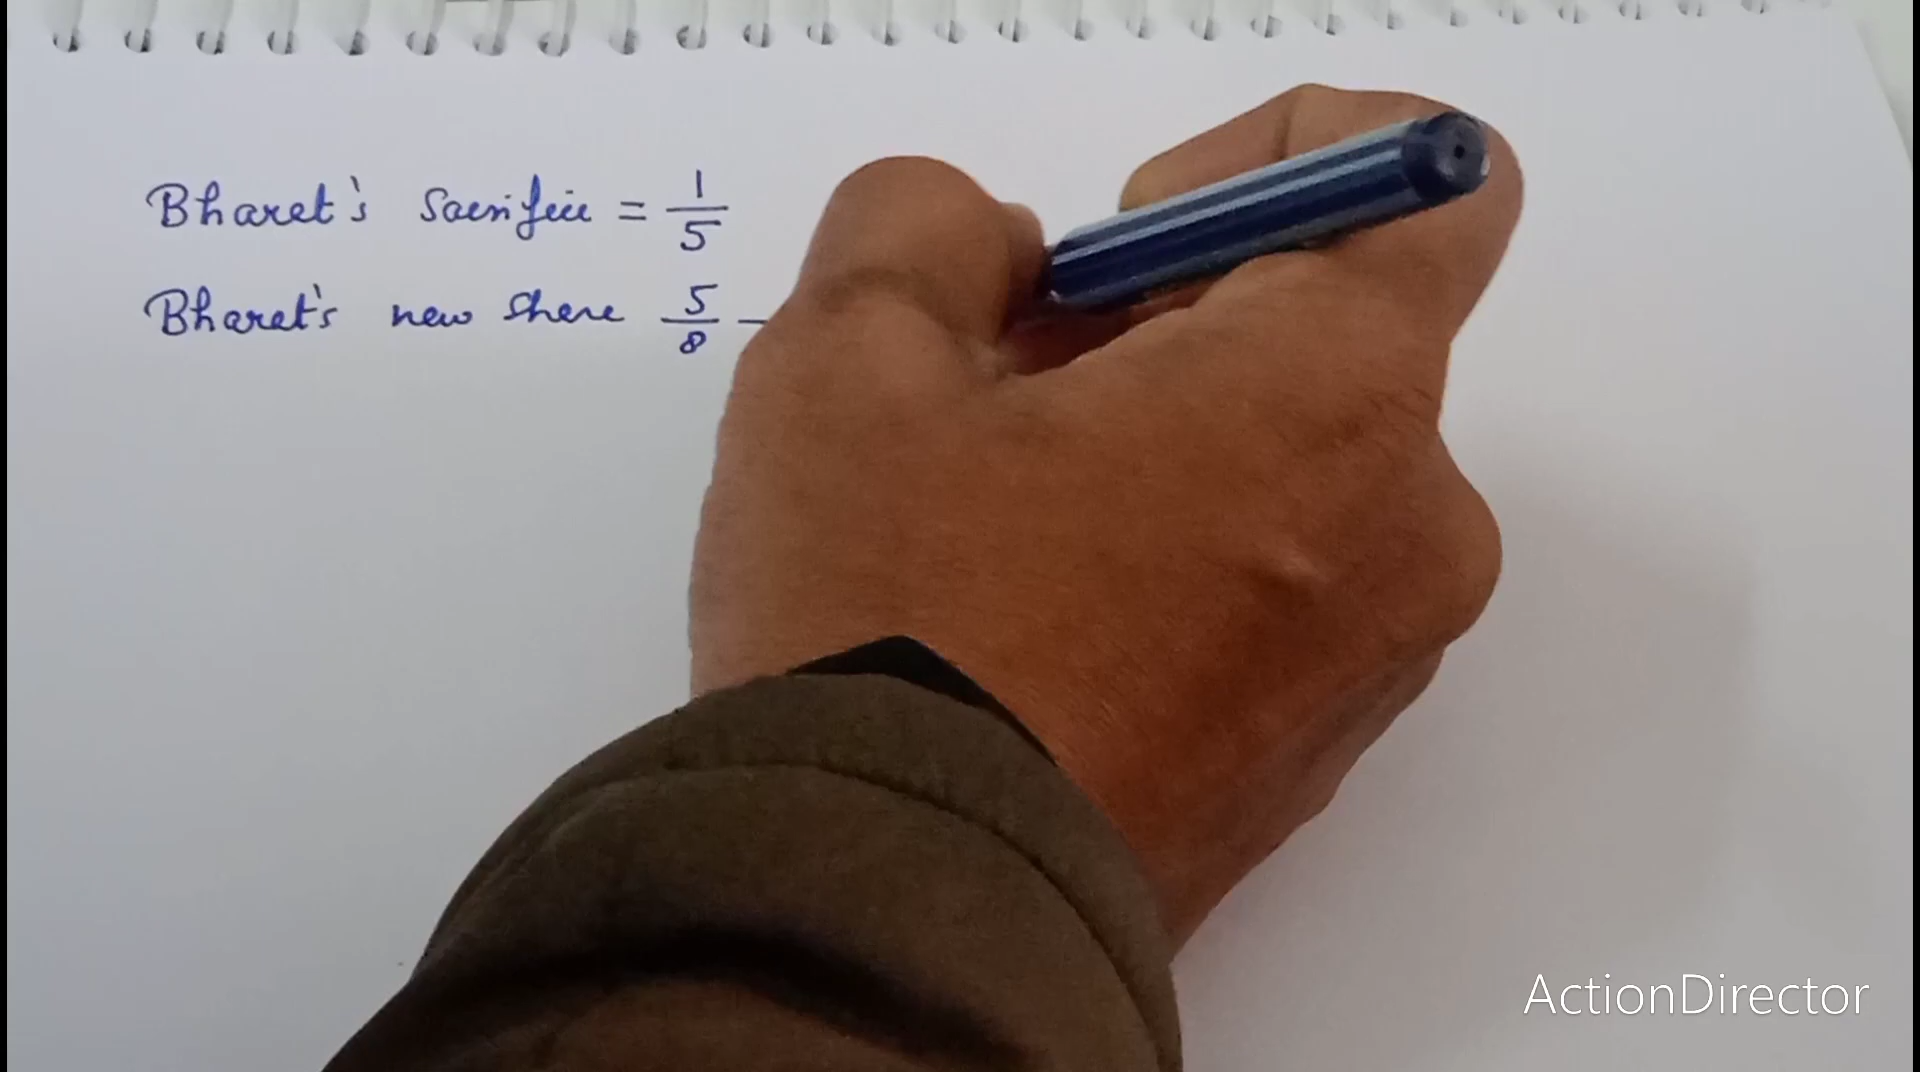 Bharat's Sacrifice = 1/5
Bharat's new Share 5/8 -
ActionDirector